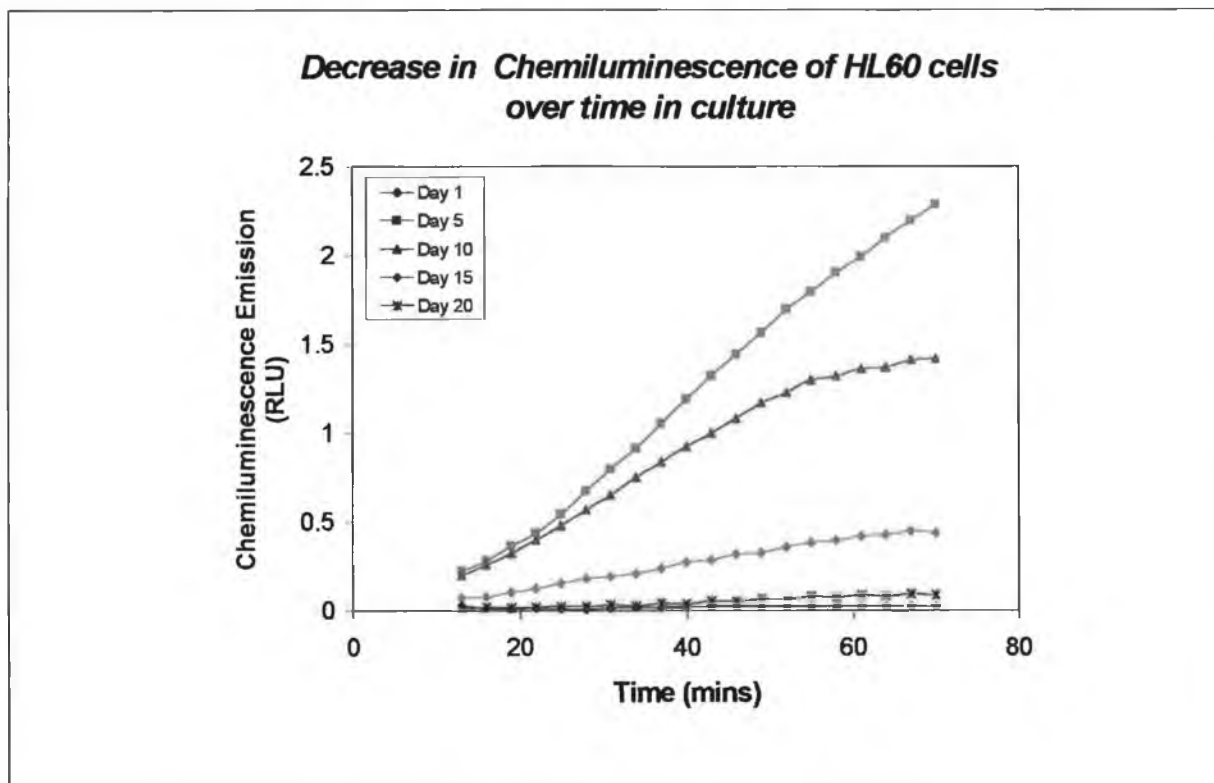 Decrease in Chemiluminescence of HL60 cells
over time in culture
Chemiluminescence Emission
(RLU)
2.5
2
1.5
1
0.5
0
Day 1
Day 5
Day 10
Day 15
Day 20
0
20
40
60
80
Time (mins)